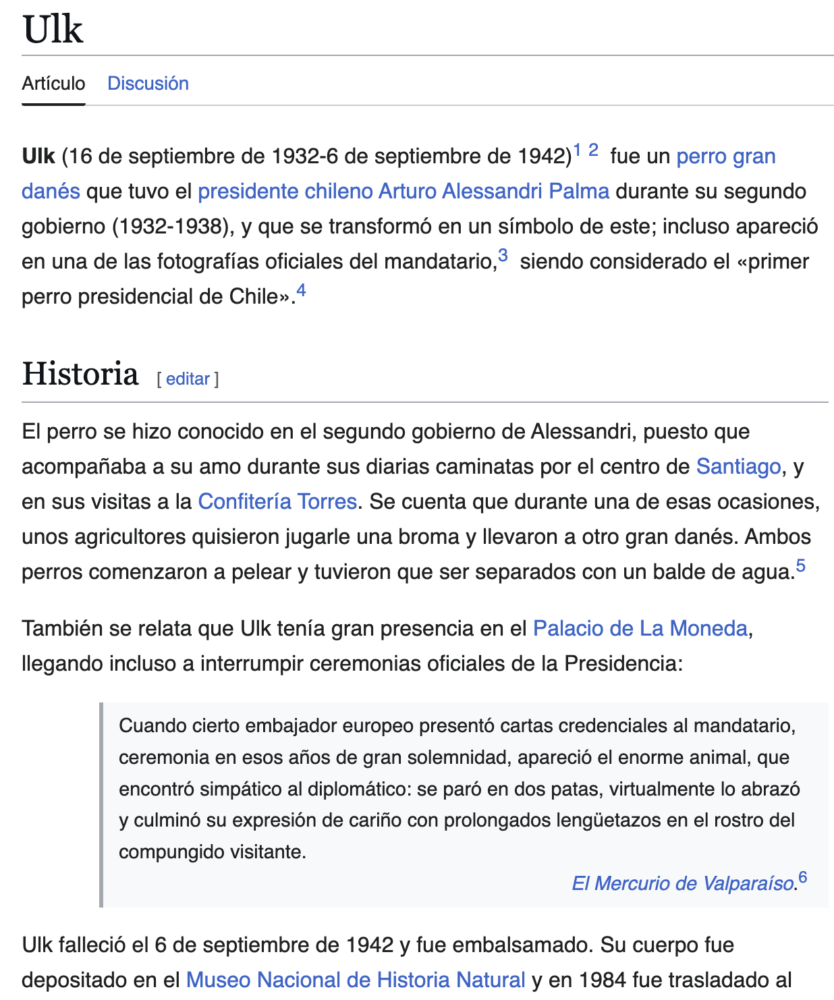 Ulk
Artículo Discusión
Ulk (16 de septiembre de 1932-6 de septiembre de 1942)1 2 fue un perro gran
danés que tuvo el presidente chileno Arturo Alessandri Palma durante su segundo
gobierno (1932-1938), y que se transformó en un símbolo de este; incluso apareció
en una de las fotografías oficiales del mandatario,3 siendo considerado el «primer
perro presidencial de Chile».4
Historia [ editar ]
El perro se hizo conocido en el segundo gobierno de Alessandri, puesto que
acompañaba a su amo durante sus diarias caminatas por el centro de Santiago, y
en sus visitas a la Confitería Torres. Se cuenta que durante una de esas ocasiones,
unos agricultores quisieron jugarle una broma y llevaron a otro gran danés. Ambos
perros comenzaron a pelear y tuvieron que ser separados con un balde de agua.5
También se relata que Ulk tenía gran presencia en el Palacio de La Moneda,
llegando incluso a interrumpir ceremonias oficiales de la Presidencia:
Cuando cierto embajador europeo presentó cartas credenciales al mandatario,
ceremonia en esos años de gran solemnidad, apareció el enorme animal, que
encontró simpático al diplomático: se paró en dos patas, virtualmente lo abrazó
y culminó su expresión de cariño con prolongados lengüetazos en el rostro del
compungido visitante.
El Mercurio de Valparaíso.6
Ulk falleció el 6 de septiembre de 1942 y fue embalsamado. Su cuerpo fue
depositado en el Museo Nacional de Historia Natural y en 1984 fue trasladado al